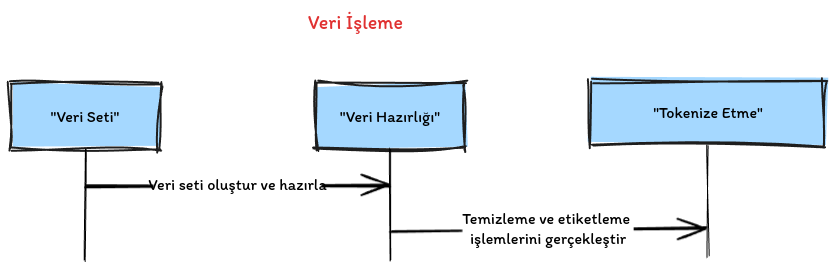 Veri İşleme
"Veri Seti"
"Veri Hazırlığı"
"Tokenize Etme"
Veri seti oluştur ve hazırla
Temizleme ve etiketleme
işlemlerini gerçekleştir